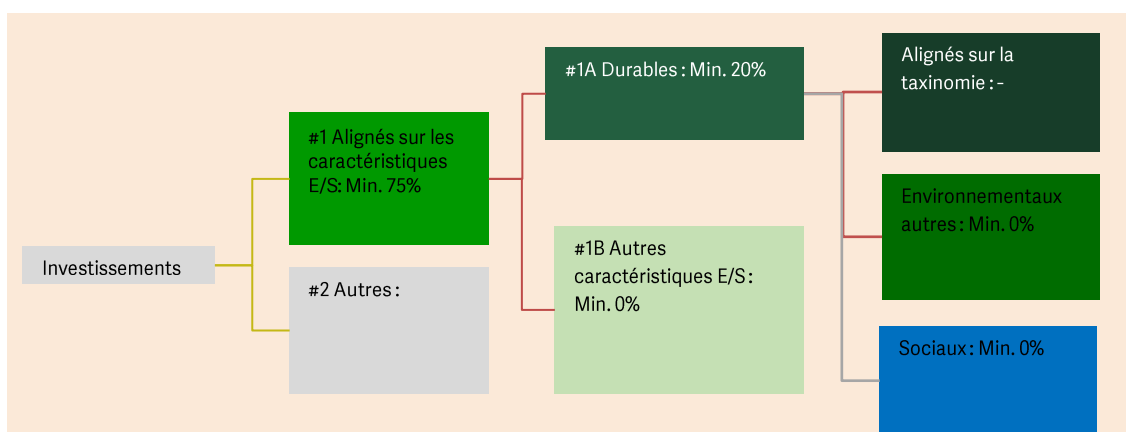 Investissements
#1 Alignés sur les
caractéristiques
E/S: Min. 75%
#2 Autres :
#1A Durables : Min. 20%
#1B Autres
caractéristiques E/S :
Min. 0%
Alignés sur la
taxinomie : -
Environnementaux
autres : Min. 0%
Sociaux : Min. 0%